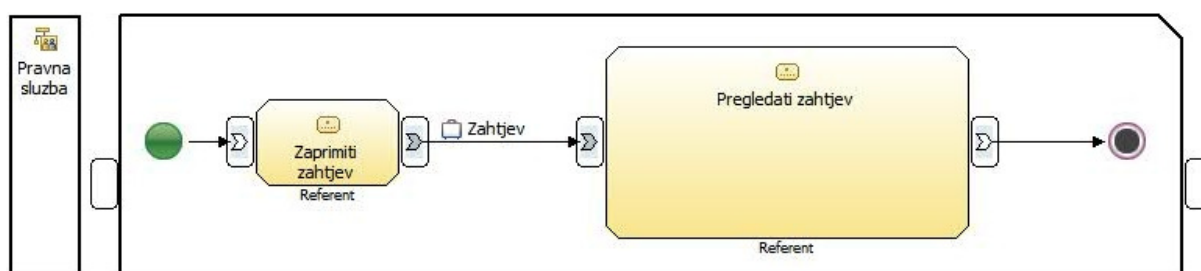 Pravna
sluzba
Zaprimiti
zahtjev
Referent
Zahtjev
Pregledati zahtjev
Referent